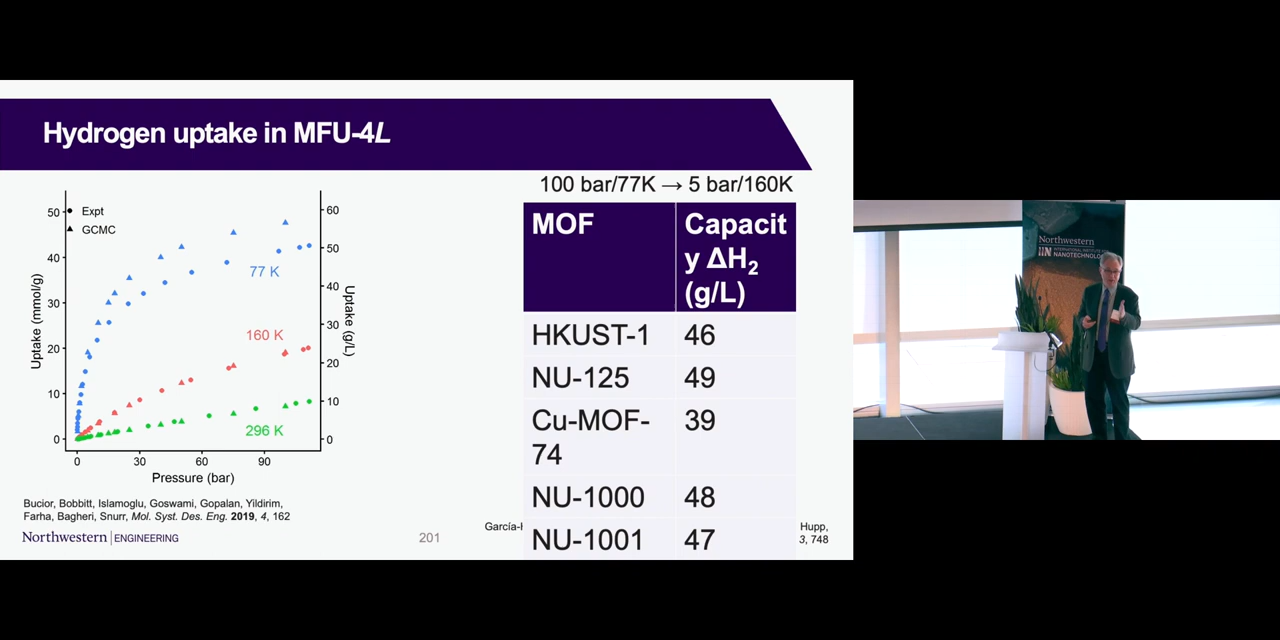 Hydrogen uptake in MFU-4L
100 bar/77K → 5 bar/160K
MOF
Capacit
y ΔH₂
(g/L)
HKUST-1
46
NU-125
49
Cu-MOF-
74
39
NU-1000
48
NU-1001
47
50
40
30
20
10
0
Uptake (mmol/g)
Expt
GCMC
77 K
160 K
296 K
60
50
40
30
20
10
0
Uptake (g/L)
0
30
60
90
Pressure (bar)
Bucior, Bobbitt, Islamoglu, Goswami, Gopalan, Yildirim,
Farha, Bagheri, Snurr, Mol. Syst. Des. Eng. 2019, 4, 162
Northwestern | ENGINEERING
201
Hupp,
3, 748
Northwestern
INTERNATIONAL INSTITUTE
NANOTECHNOLOGY